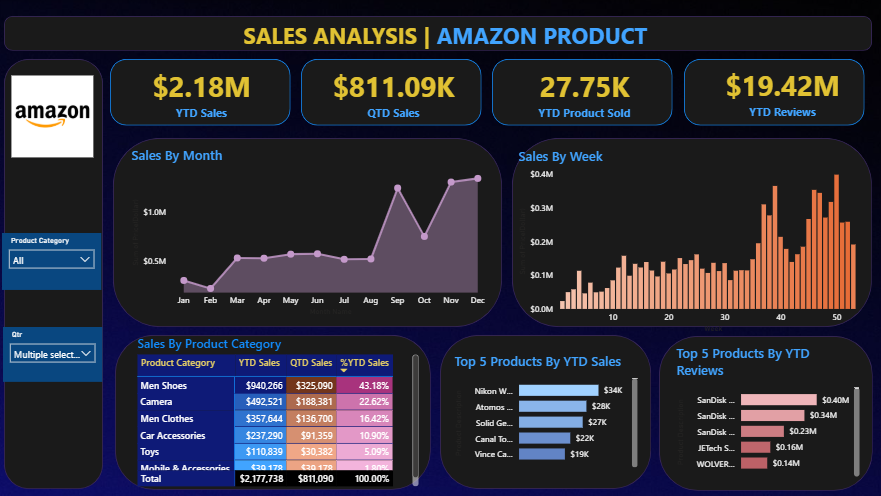 SALES ANALYSIS | AMAZON PRODUCT
amazon
$2.18M
YTD Sales
$811.09K
QTD Sales
27.75K
YTD Product Sold
$19.42M
YTD Reviews
Product Category
All
Qtr
Multiple select...
Sales By Month
$1.0M
$0.5M
Jan Feb Mar Apr May Jun Jul Aug Sep Oct Nov Dec
Sales By Week
$0.4M
$0.3M
$0.2M
$0.1M
$0.0M
10 20 30 40 50
Sales By Product Category
Product Category YTD Sales QTD Sales %YTD Sales
Men Shoes $940,266 $325,090 43.18%
Camera $492,521 $188,381 22.62%
Men Clothes $357,644 $136,700 16.42%
Car Accessories $237,290 $91,359 10.90%
Toys $110,839 $30,382 5.09%
Mobile & Accessories $39,178 $39,178 1.80%
Total $2,177,738 $811,090 100.00%
Top 5 Products By YTD Sales
Nikon W... $34K
Atomos ... $28K
Solid Ge... $27K
Canal To... $22K
Vince Ca... $19K
Top 5 Products By YTD
Reviews
SanDisk ... $0.40M
SanDisk ... $0.34M
SanDisk ... $0.23M
JETech S... $0.16M
WOLVER... $0.14M